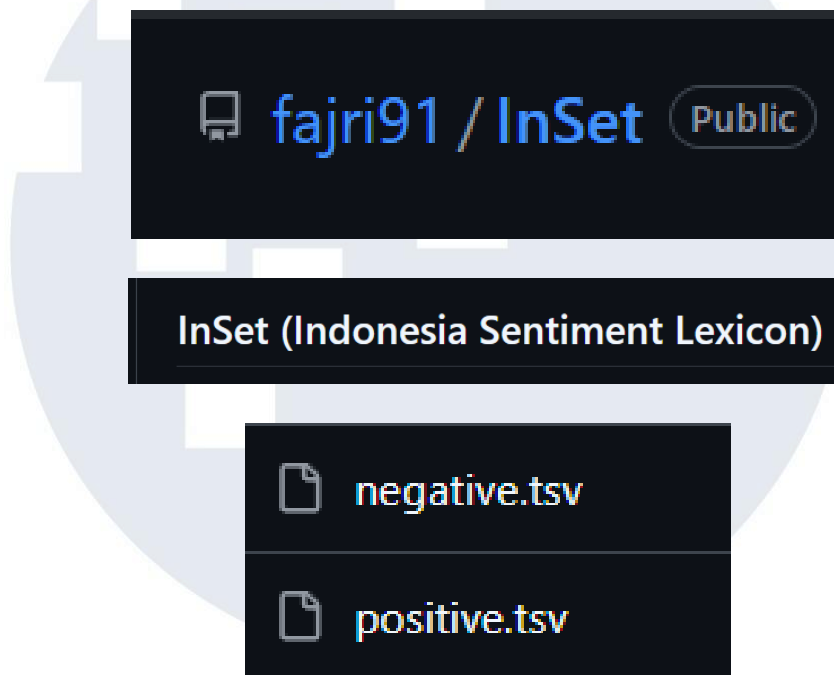 fajri91 / InSet Public
InSet (Indonesia Sentiment Lexicon)
negative.tsv
positive.tsv